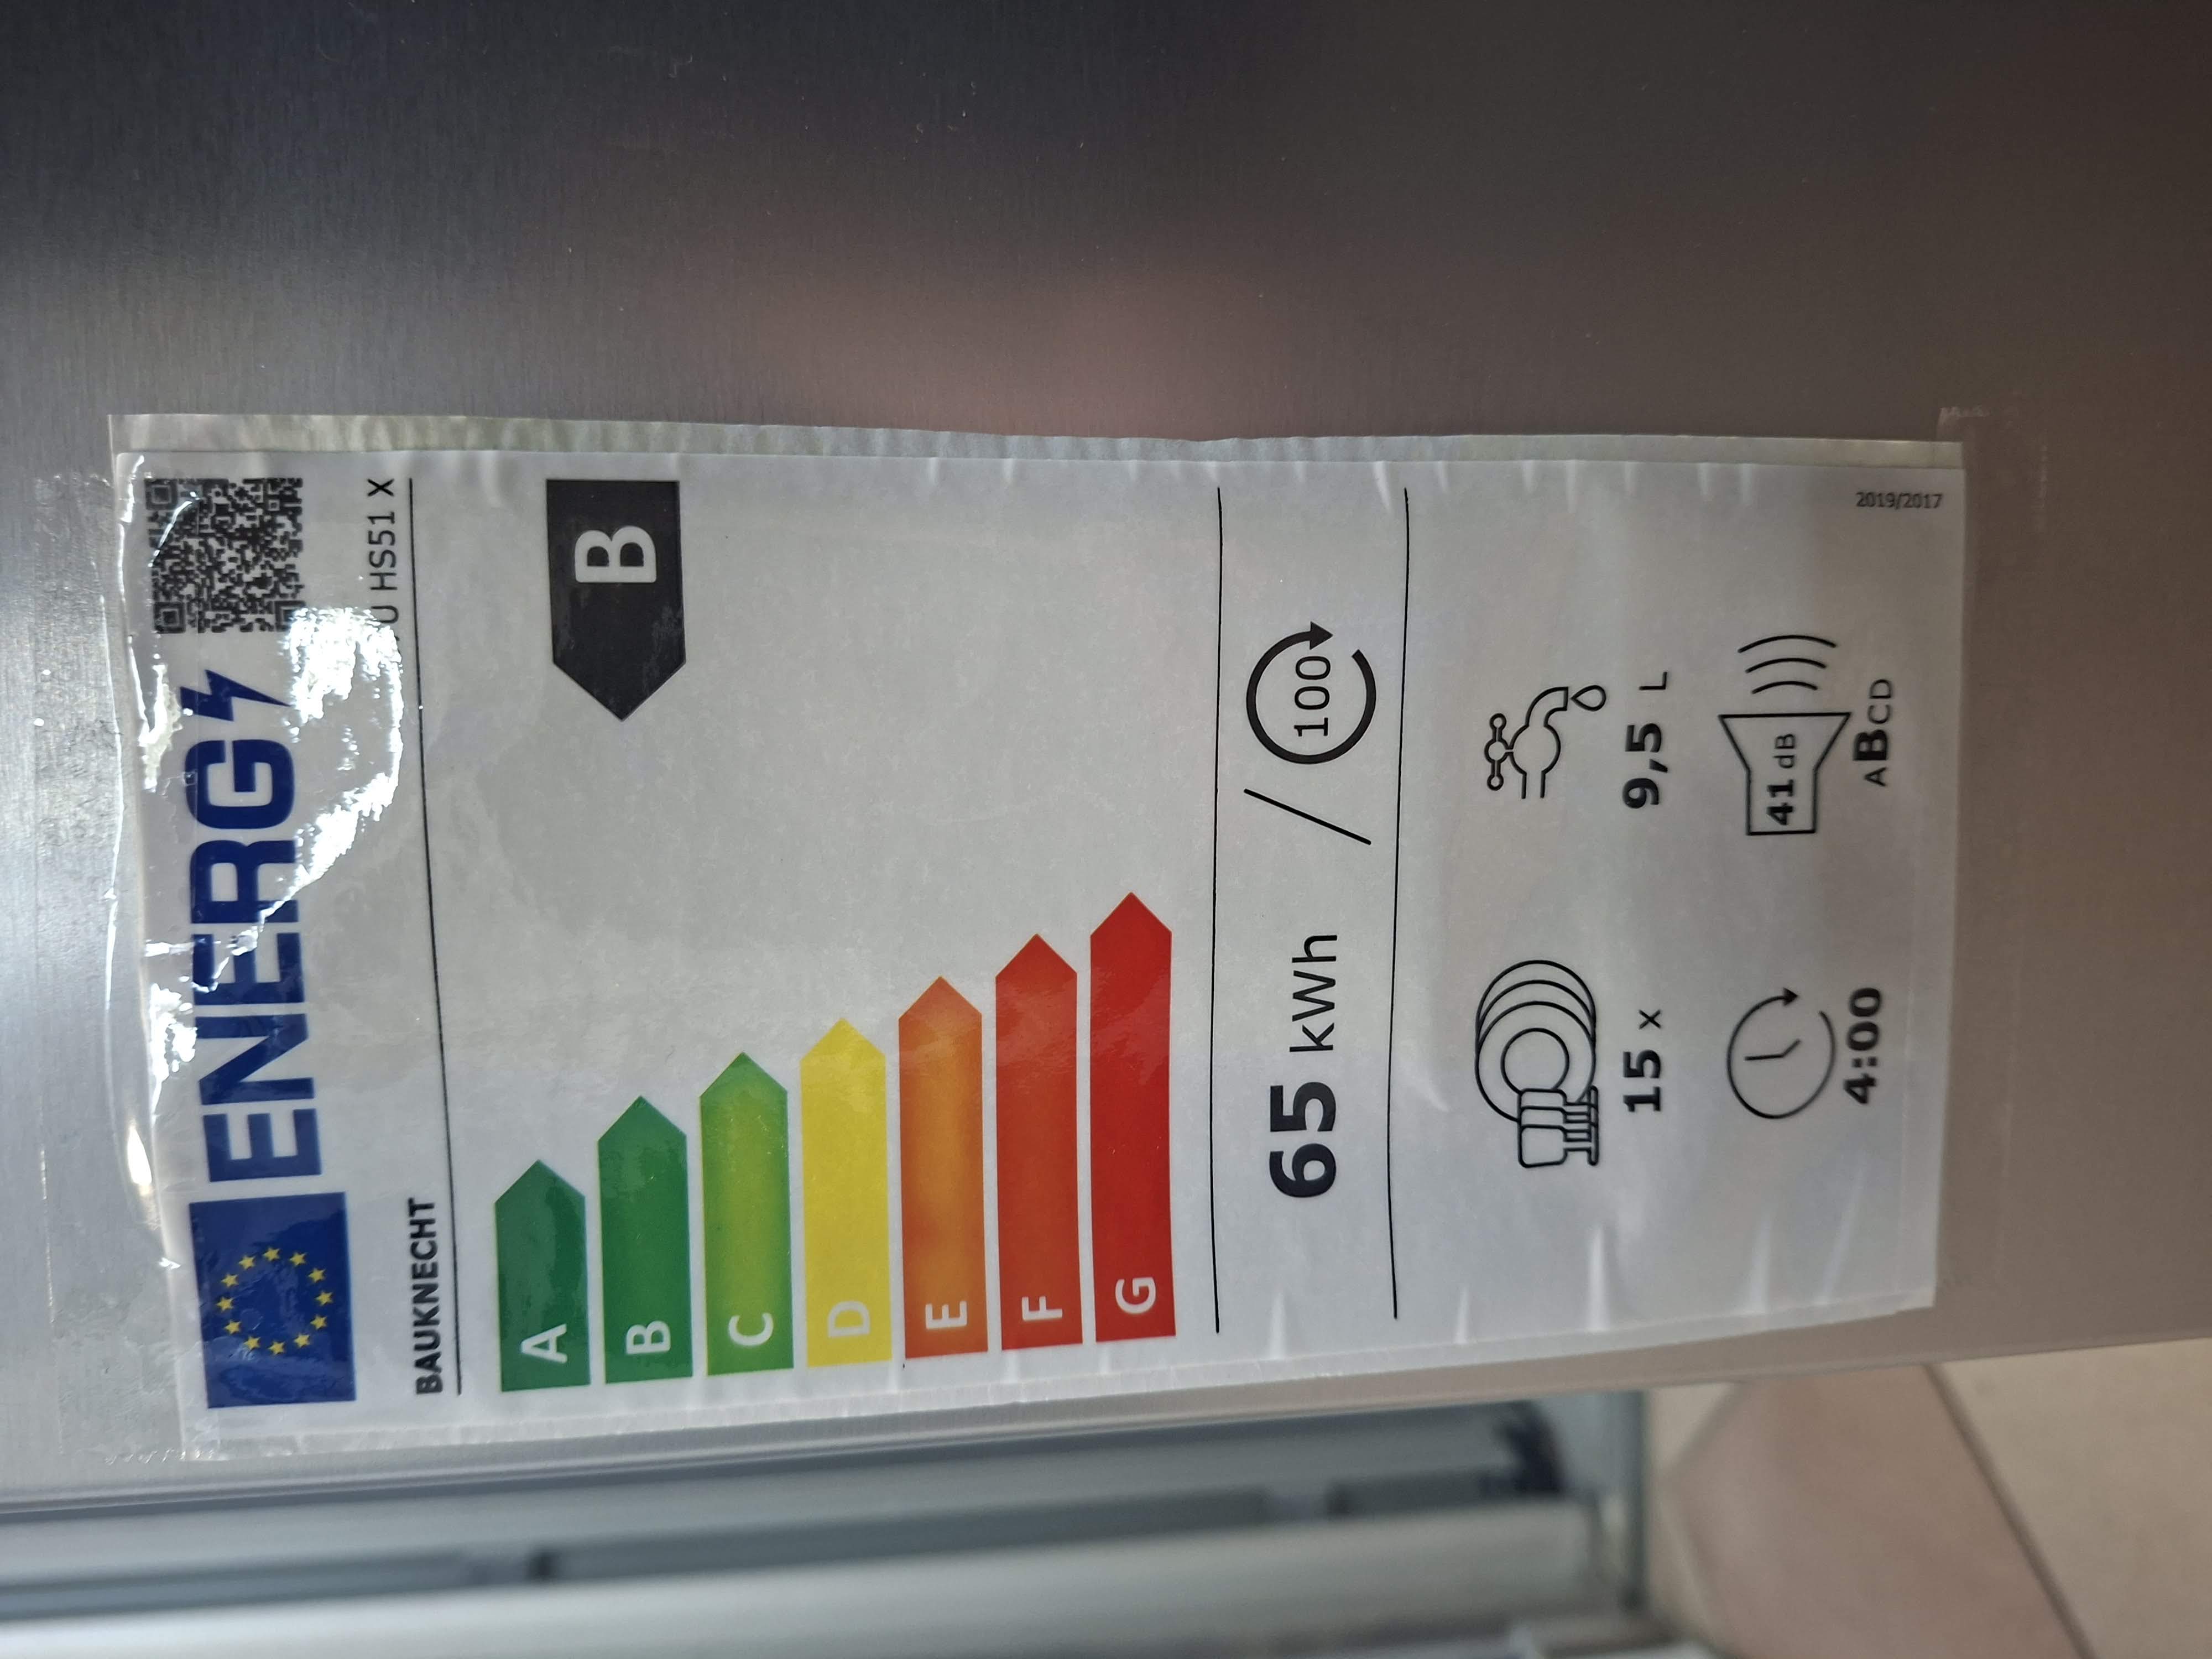 ENERG
BAUKNECHT
U HS51 X
A
B
C
D
E
F
G
B
65 kWh / 100
15 x
9,5 L
4:00
41 dB
ABCD
2019/2017